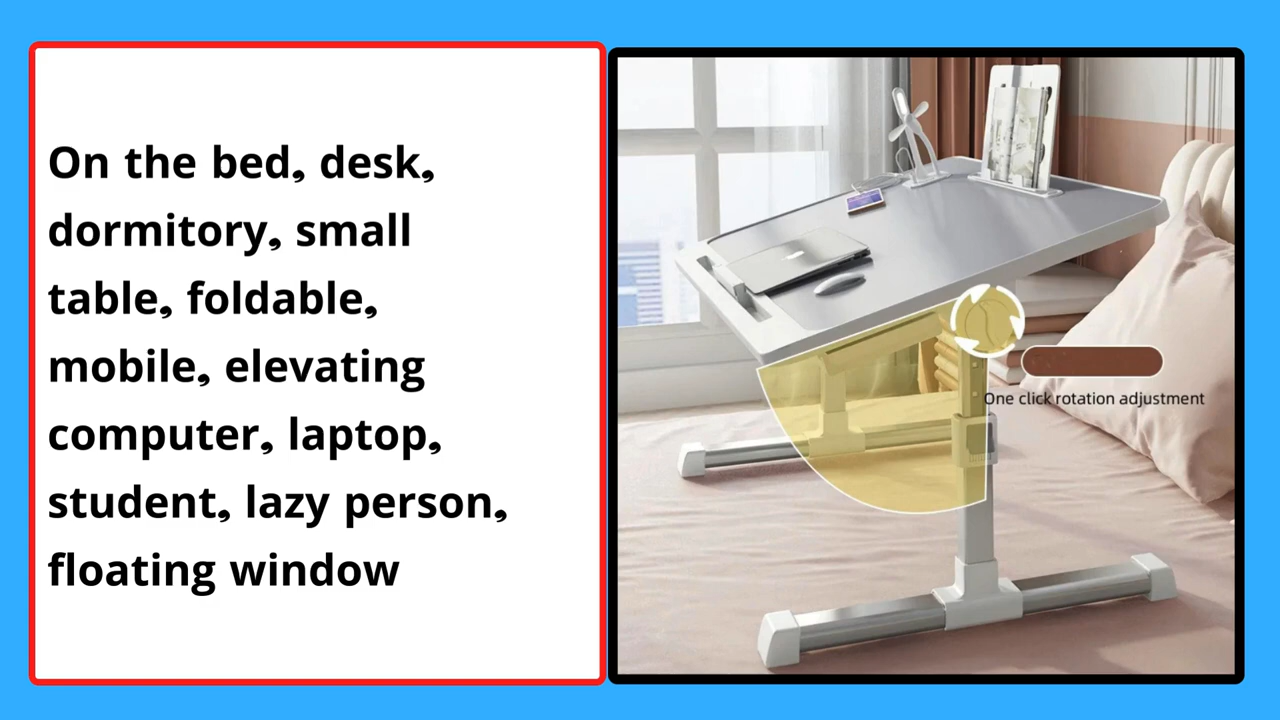 On the bed, desk,
dormitory, small
table, foldable,
mobile, elevating
computer, laptop,
student, lazy person,
floating window
One click rotation adjustment